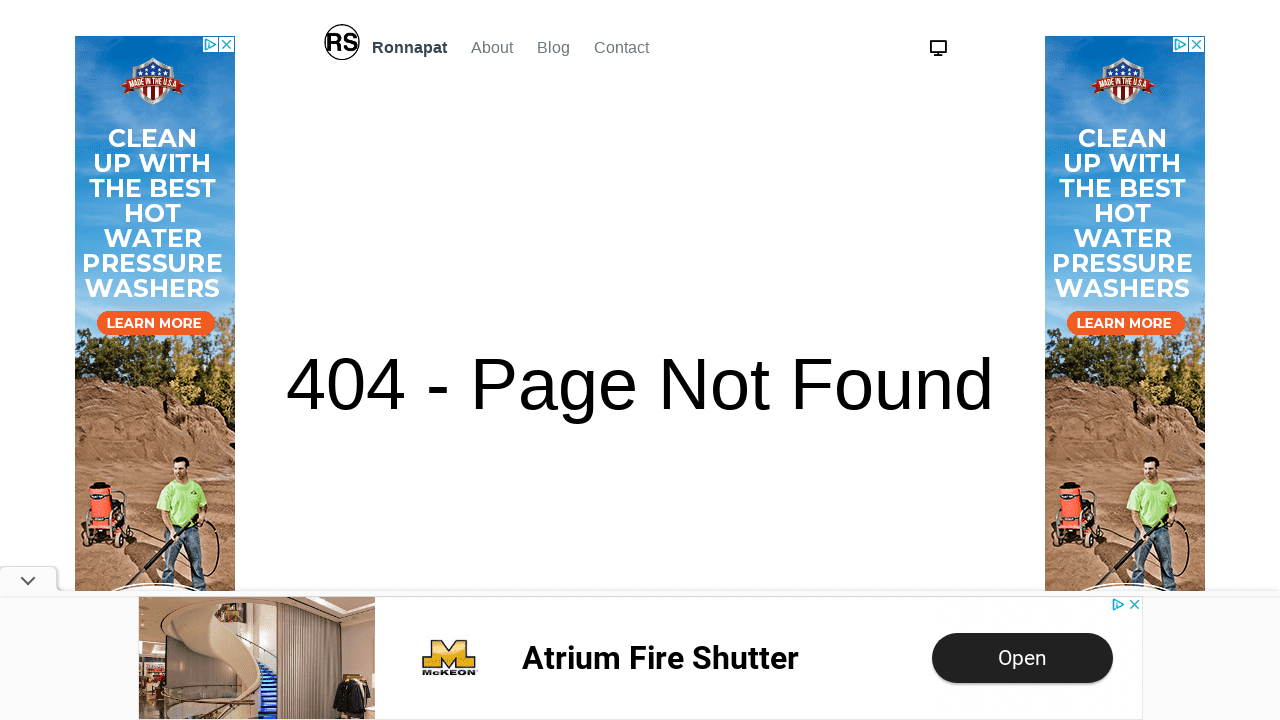 RS Ronnapat About Blog Contact
MADE IN THE U.S.A
CLEAN
UP WITH
THE BEST
HOT
WATER
PRESSURE
WASHERS
LEARN MORE
404 - Page Not Found
MADE IN THE U.S.A
CLEAN
UP WITH
THE BEST
HOT
WATER
PRESSURE
WASHERS
LEARN MORE
McKEON
Atrium Fire Shutter
Open